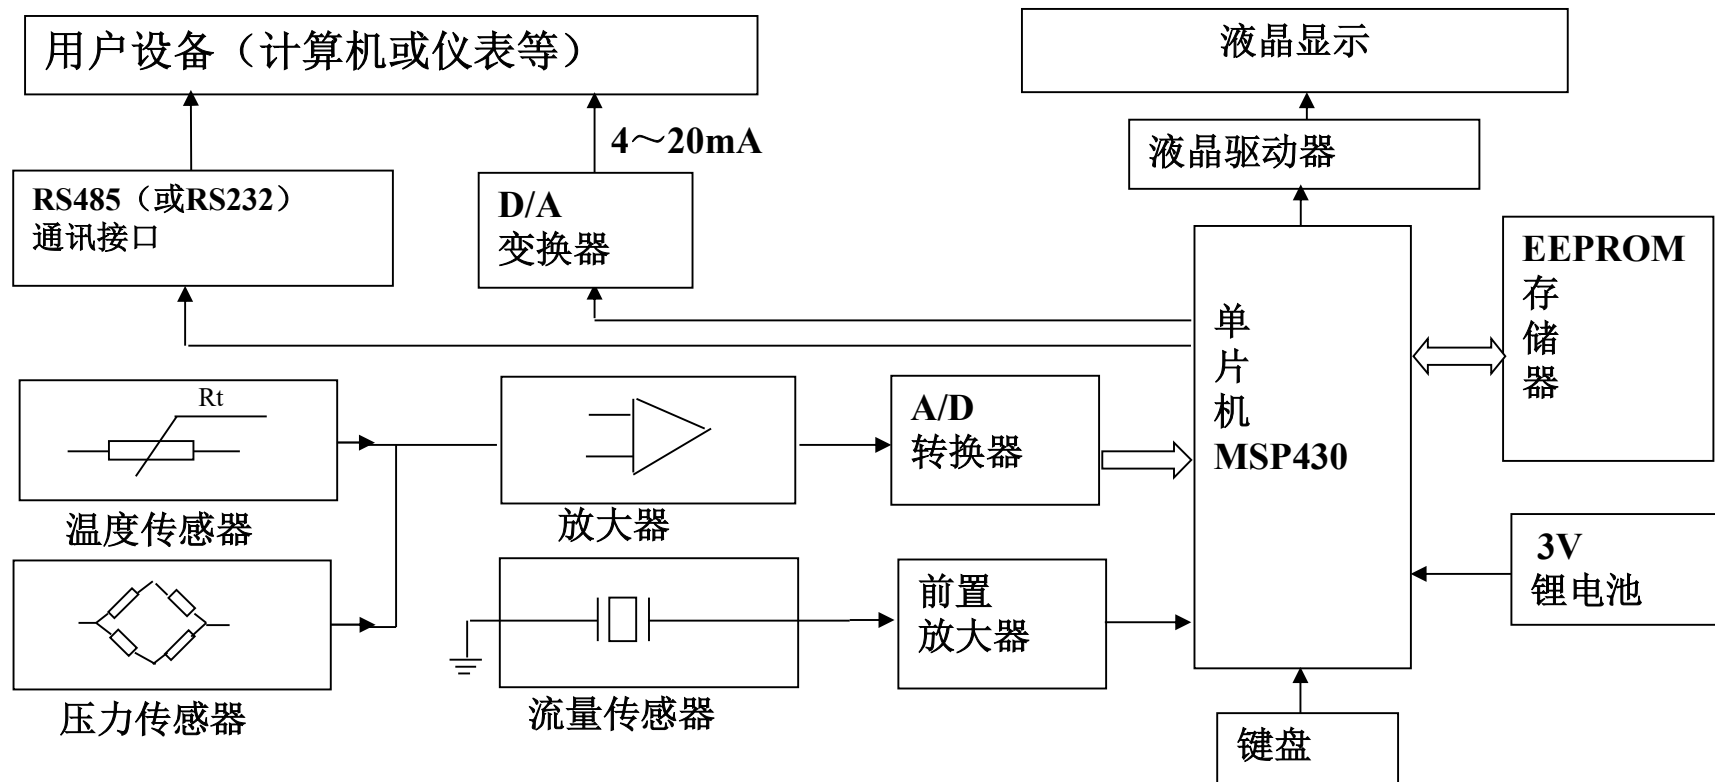 用户设备（计算机或仪表等）
液晶显示
4～20mA
液晶驱动器
RS485（或RS232）
通讯接口
D/A
变换器
EEPROM
存
储
器
单
片
机
MSP430
Rt
A/D
转换器
温度传感器
放大器
3V
锂电池
前置
放大器
压力传感器
流量传感器
键盘